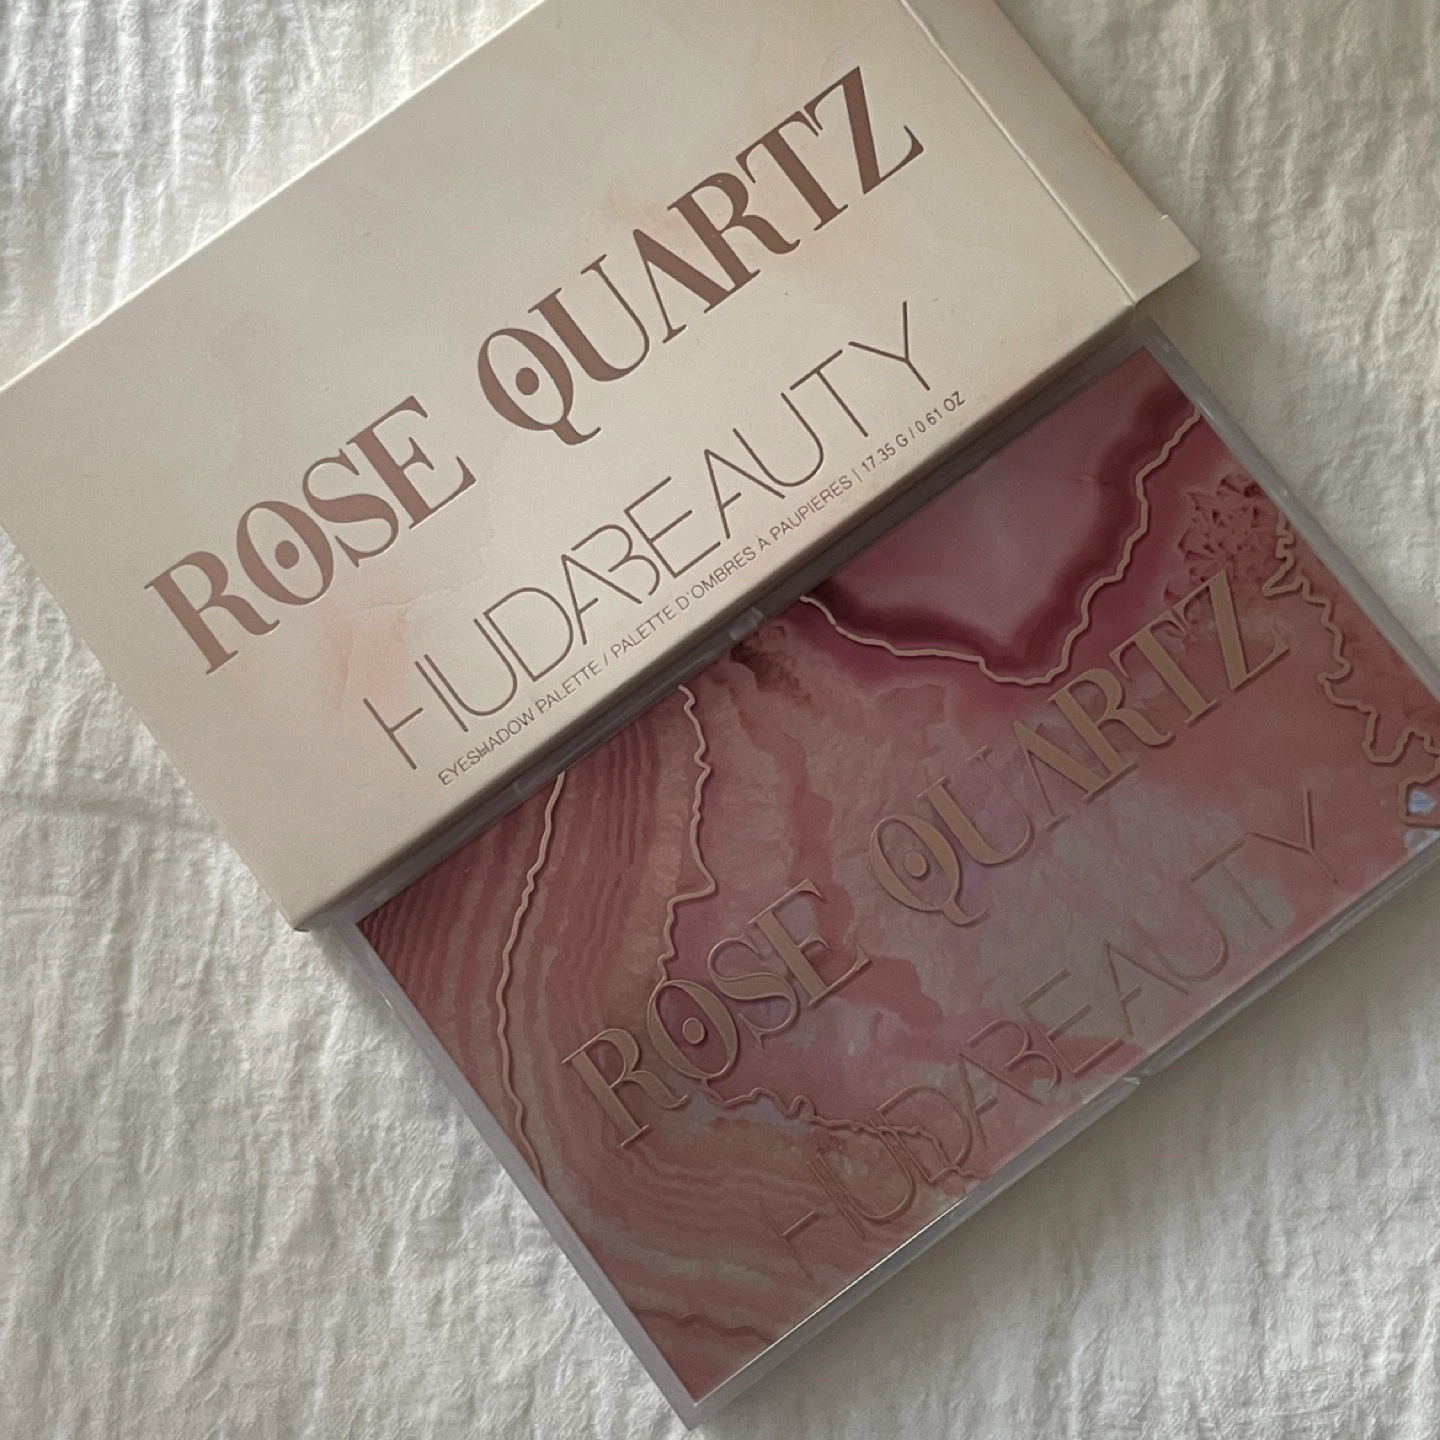 ROSE QUARTZ
HUDABEAUTY
EYESHADOW PALETTE / PALETTE D'OMBRES À PAUPIERES | 17.35 G / 0.61 OZ
ROSE QUARTZ
HUDABEAUTY